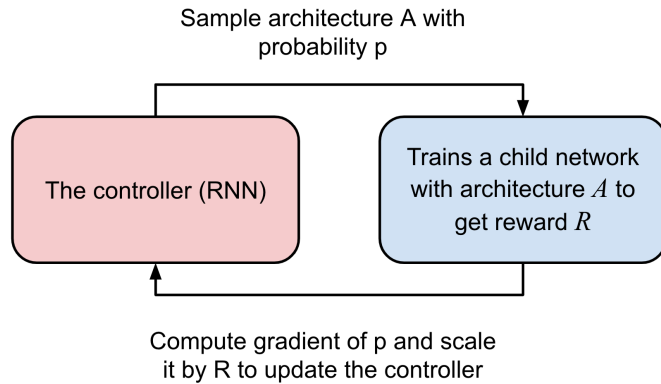 Sample architecture A with
probability p
The controller (RNN)
Trains a child network
with architecture A to
get reward R
Compute gradient of p and scale
it by R to update the controller